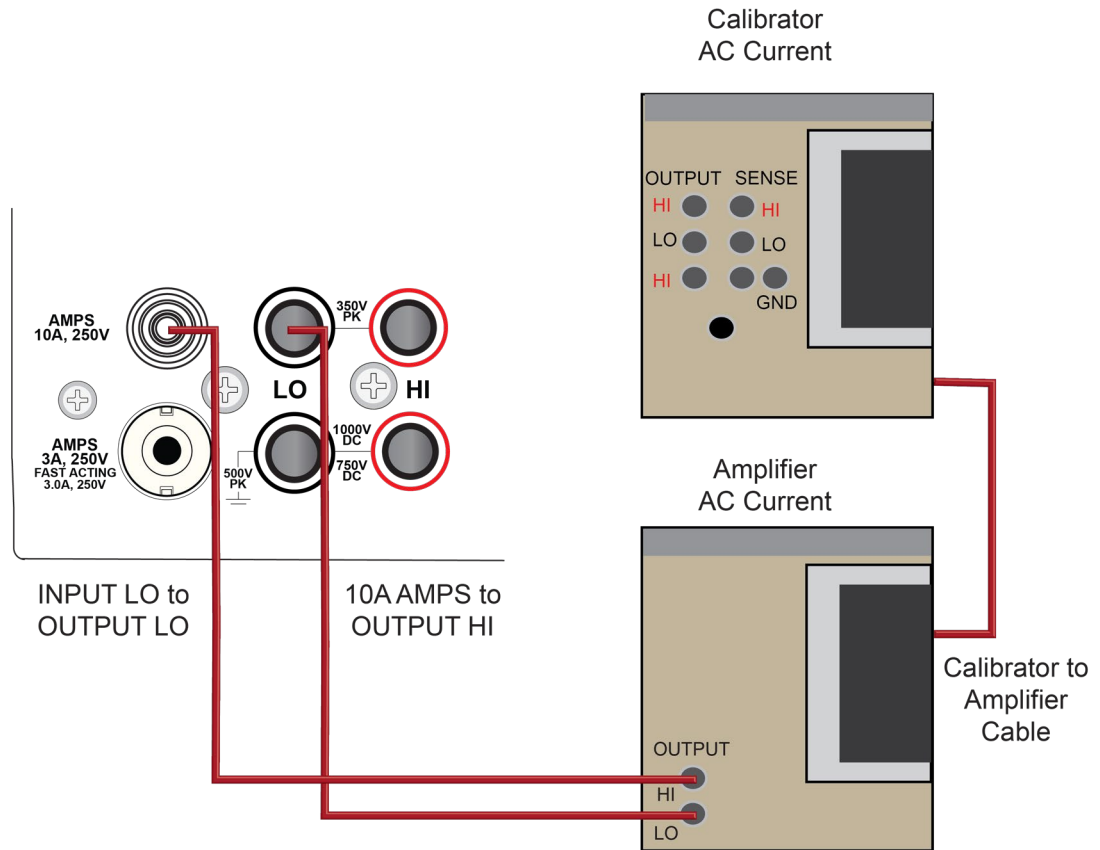 Calibrator
AC Current
OUTPUT SENSE
HI HI
LO LO
HI
GND
AMPS
10A, 250V
350V
PK
LO
HI
AMPS
3A, 250V
FAST ACTING
3.0A, 250V
500V
PK
1000V
DC
750V
DC
INPUT LO to
OUTPUT LO
10A AMPS to
OUTPUT HI
Amplifier
AC Current
Calibrator to
Amplifier
Cable
OUTPUT
HI
LO